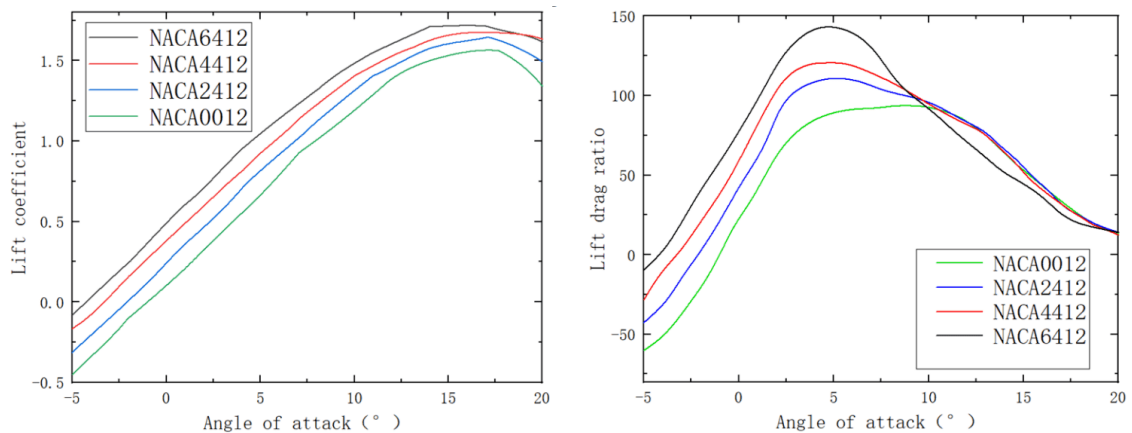 Lift coefficient
1.5
1.0
0.5
0.0
-0.5
NACA6412
NACA4412
NACA2412
NACA0012
-5
0
5
10
15
20
Angle of attack(°)
Lift drag ratio
150
100
50
0
-50
NACA0012
NACA2412
NACA4412
NACA6412
-5
0
5
10
15
20
Angle of attack(°)